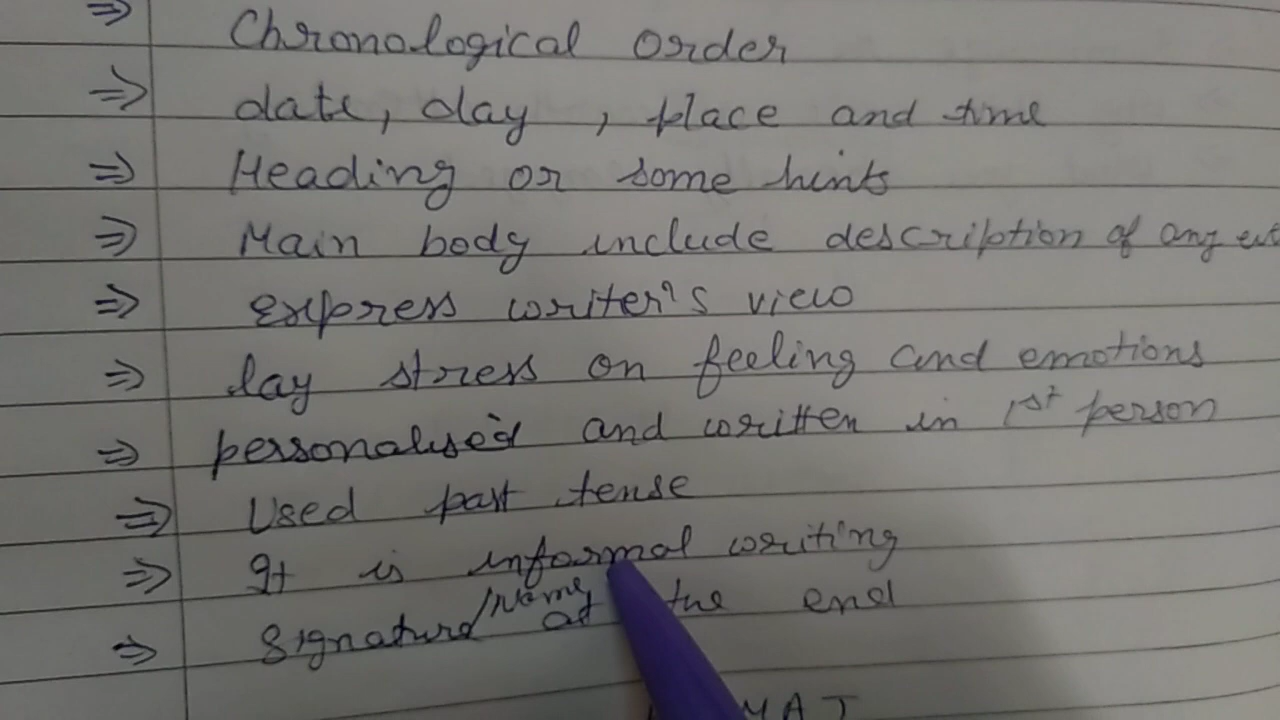 ⇒ Chronological order
⇒ date, day, place and time
⇒ Heading or some hints
⇒ Main body include description of any
⇒ express writer's view
⇒ lay stress on feeling and emotions
⇒ personalysed and written in 1st person
⇒ Used past tense
⇒ It is informal writing
⇒ Signature/Name at the end